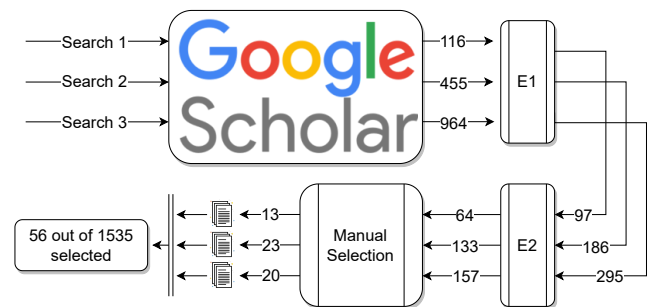 Search 1
Search 2
Search 3
Google
Scholar
116
455
964
E1
97
186
295
E2
64
133
157
Manual
Selection
13
23
20
56 out of 1535
selected